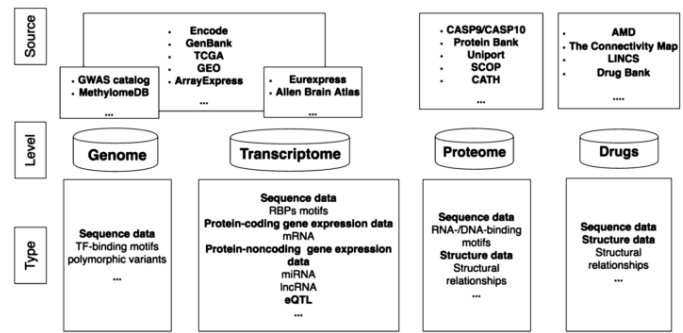 Source
• Encode
• GenBank
• TCGA
• GEO
• ArrayExpress
...
• GWAS catalog
• MethylomeDB
...
• Eurexpress
• Allen Brain Atlas
...
• CASP9/CASP10
• Protein Bank
• Uniport
• SCOP
• CATH
...
• AMD
• The Connectivity Map
• LINCS
• Drug Bank
....
Level
Genome
Transcriptome
Proteome
Drugs
Type
Sequence data
TF-binding motifs
polymorphic variants
...
Sequence data
RBPs motifs
Protein-coding gene expression data
mRNA
Protein-noncoding gene expression
data
miRNA
lncRNA
eQTL
...
Sequence data
RNA-/DNA-binding
motifs
Structure data
Structural
relationships
...
Sequence data
Structure data
Structural
relationships
...